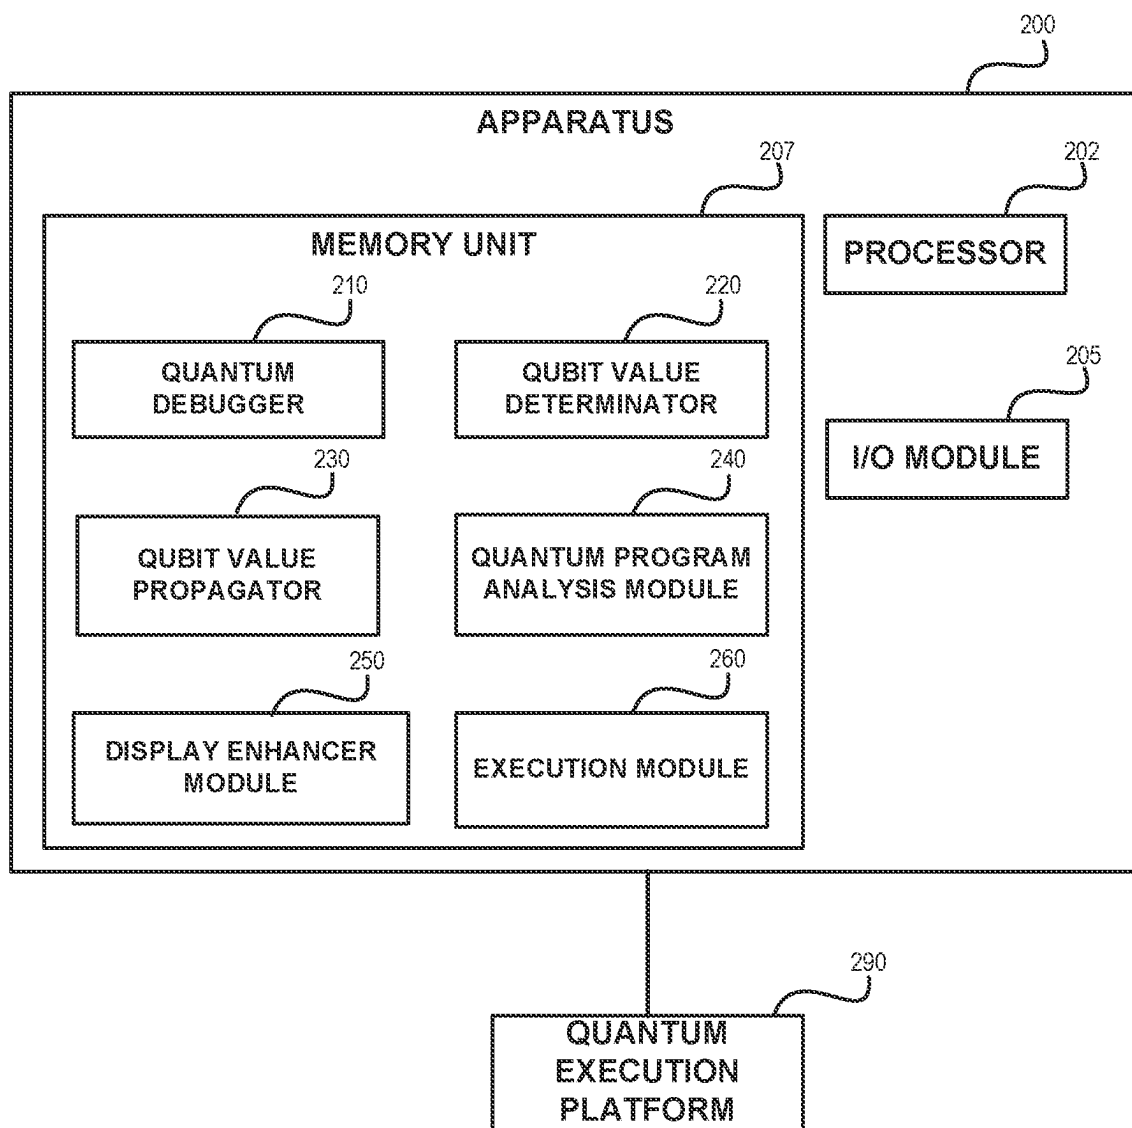 200
APPARATUS
207
202
MEMORY UNIT
PROCESSOR
210
220
QUANTUM
DEBUGGER
QUBIT VALUE
DETERMINATOR
205
I/O MODULE
230
240
QUBIT VALUE
PROPAGATOR
QUANTUM PROGRAM
ANALYSIS MODULE
250
260
DISPLAY ENHANCER
MODULE
EXECUTION MODULE
290
QUANTUM
EXECUTION
PLATFORM